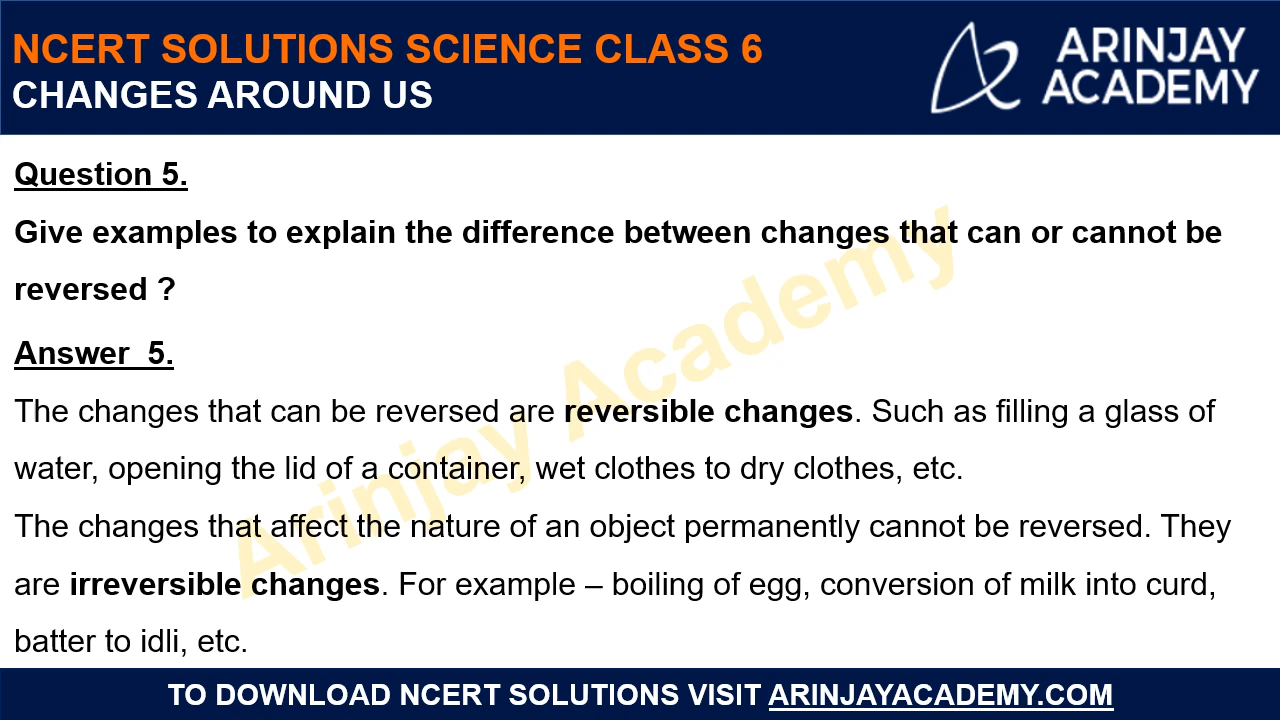 NCERT SOLUTIONS SCIENCE CLASS 6
CHANGES AROUND US
ARINJAY
ACADEMY
Question 5.
Give examples to explain the difference between changes that can or cannot be
reversed ?
Answer  5.
The changes that can be reversed are reversible changes. Such as filling a glass of
water, opening the lid of a container, wet clothes to dry clothes, etc.
The changes that affect the nature of an object permanently cannot be reversed. They
are irreversible changes. For example – boiling of egg, conversion of milk into curd,
batter to idli, etc.
Arinjay Academy
TO DOWNLOAD NCERT SOLUTIONS VISIT ARINJAYACADEMY.COM